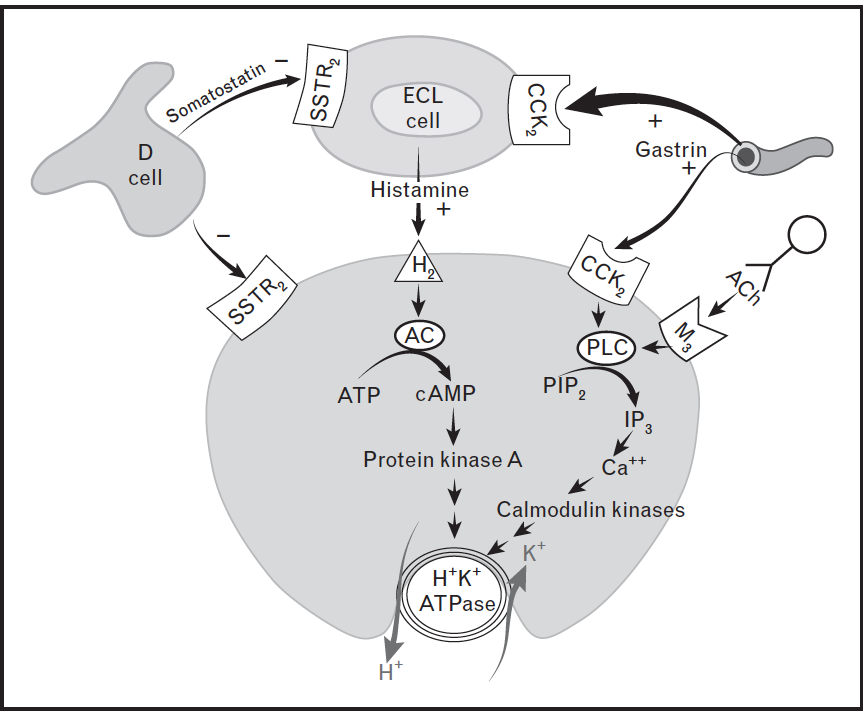 Somatostatin
−
SSTR2
ECL
cell
CCK2
+
Gastrin
+
D
cell
Histamine
+
−
SSTR2
H2
CCK2
ACh
M3
AC
PLC
ATP
cAMP
PIP2
IP3
Protein kinase A
Ca++
Calmodulin kinases
K+
H+K+
ATPase
H+